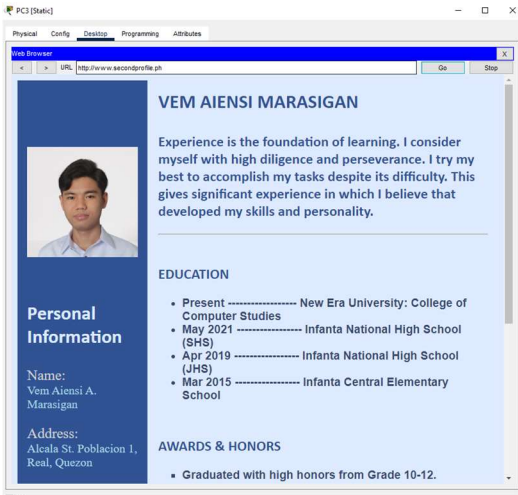 PC3 [Static]
Physical Config Desktop Programming Attributes
Web Browser X
< > URL http://www.secondprofile.ph Go Stop
VEM AIENSI MARASIGAN
Experience is the foundation of learning. I consider
myself with high diligence and perseverance. I try my
best to accomplish my tasks despite its difficulty. This
gives significant experience in which I believe that
developed my skills and personality.
EDUCATION
• Present ----------------- New Era University: College of
Computer Studies
• May 2021 ---------------- Infanta National High School
(SHS)
• Apr 2019 ---------------- Infanta National High School
(JHS)
• Mar 2015 ---------------- Infanta Central Elementary
School
AWARDS & HONORS
▪ Graduated with high honors from Grade 10-12.
Personal
Information
Name:
Vem Aiensi A.
Marasigan
Address:
Alcala St. Poblacion 1,
Real, Quezon